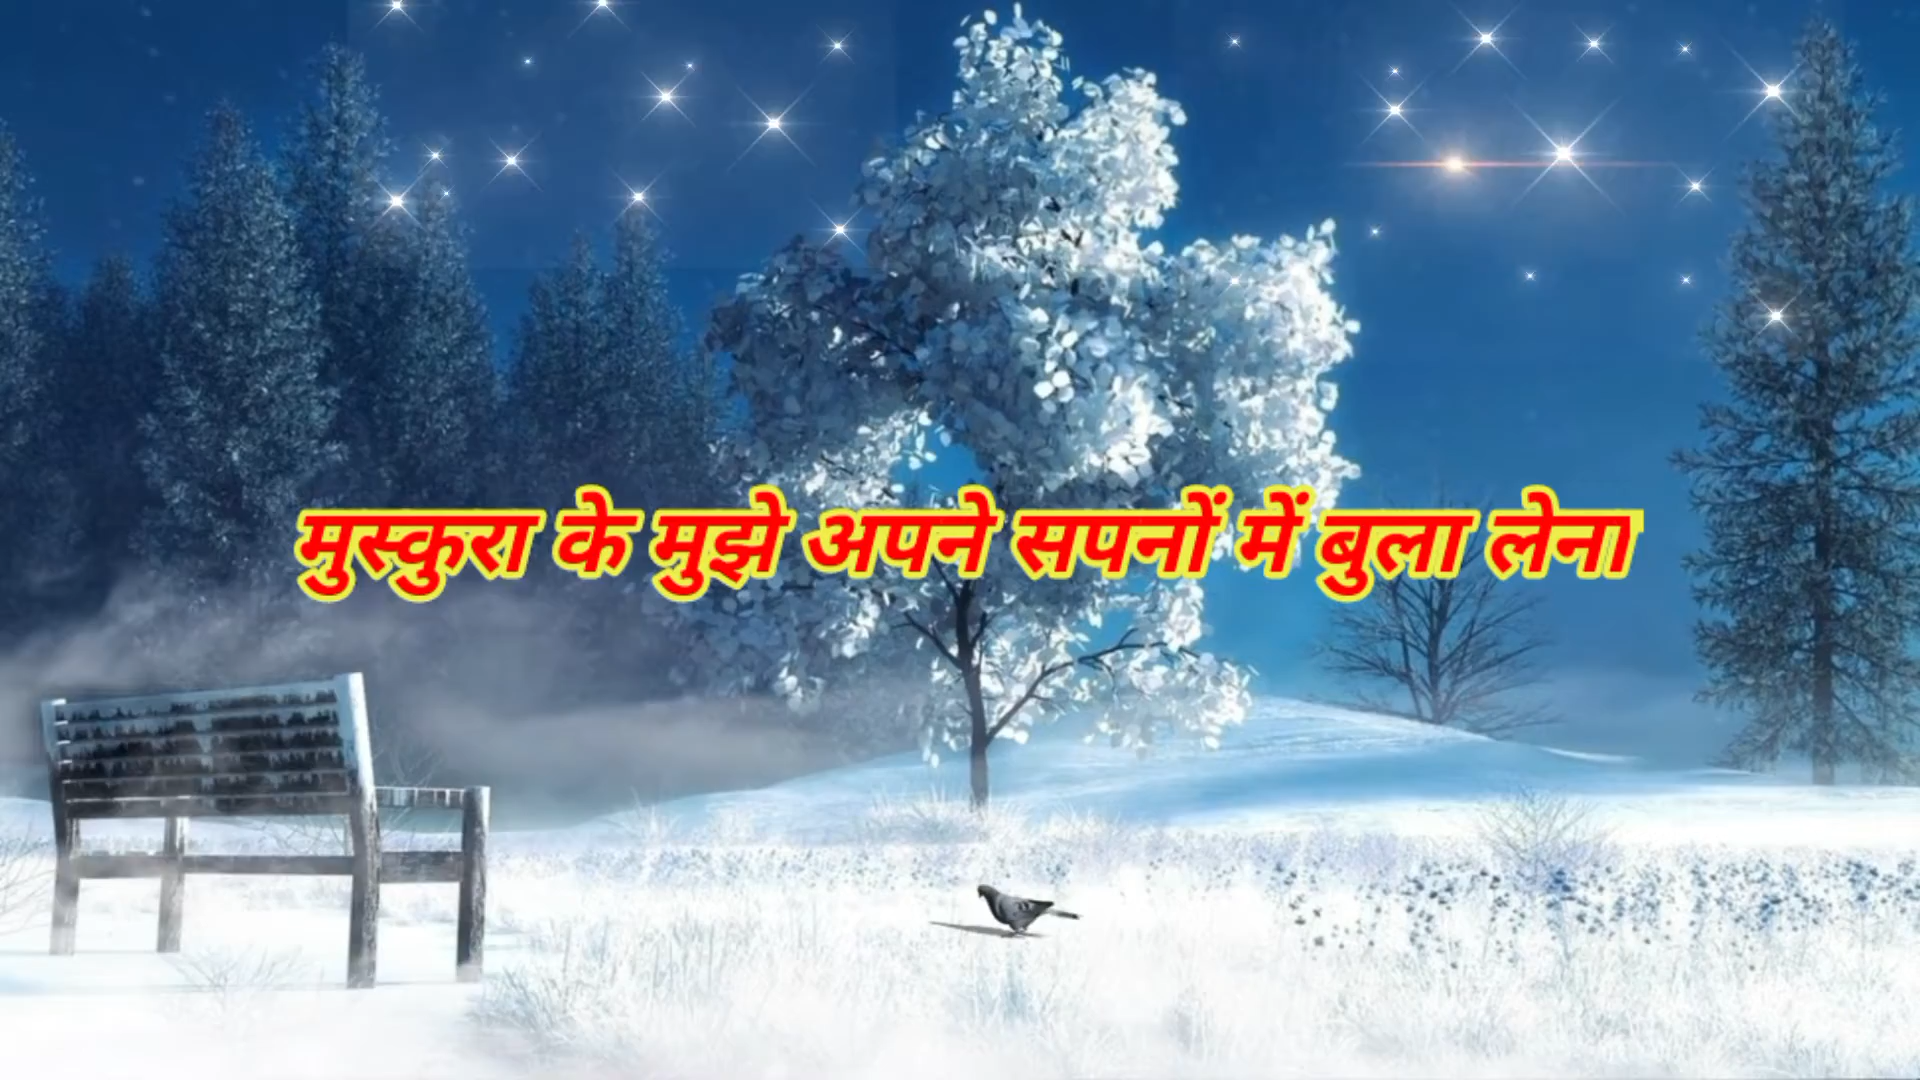 मुस्कुरा के मुझे अपने सपनों में बुला लेना